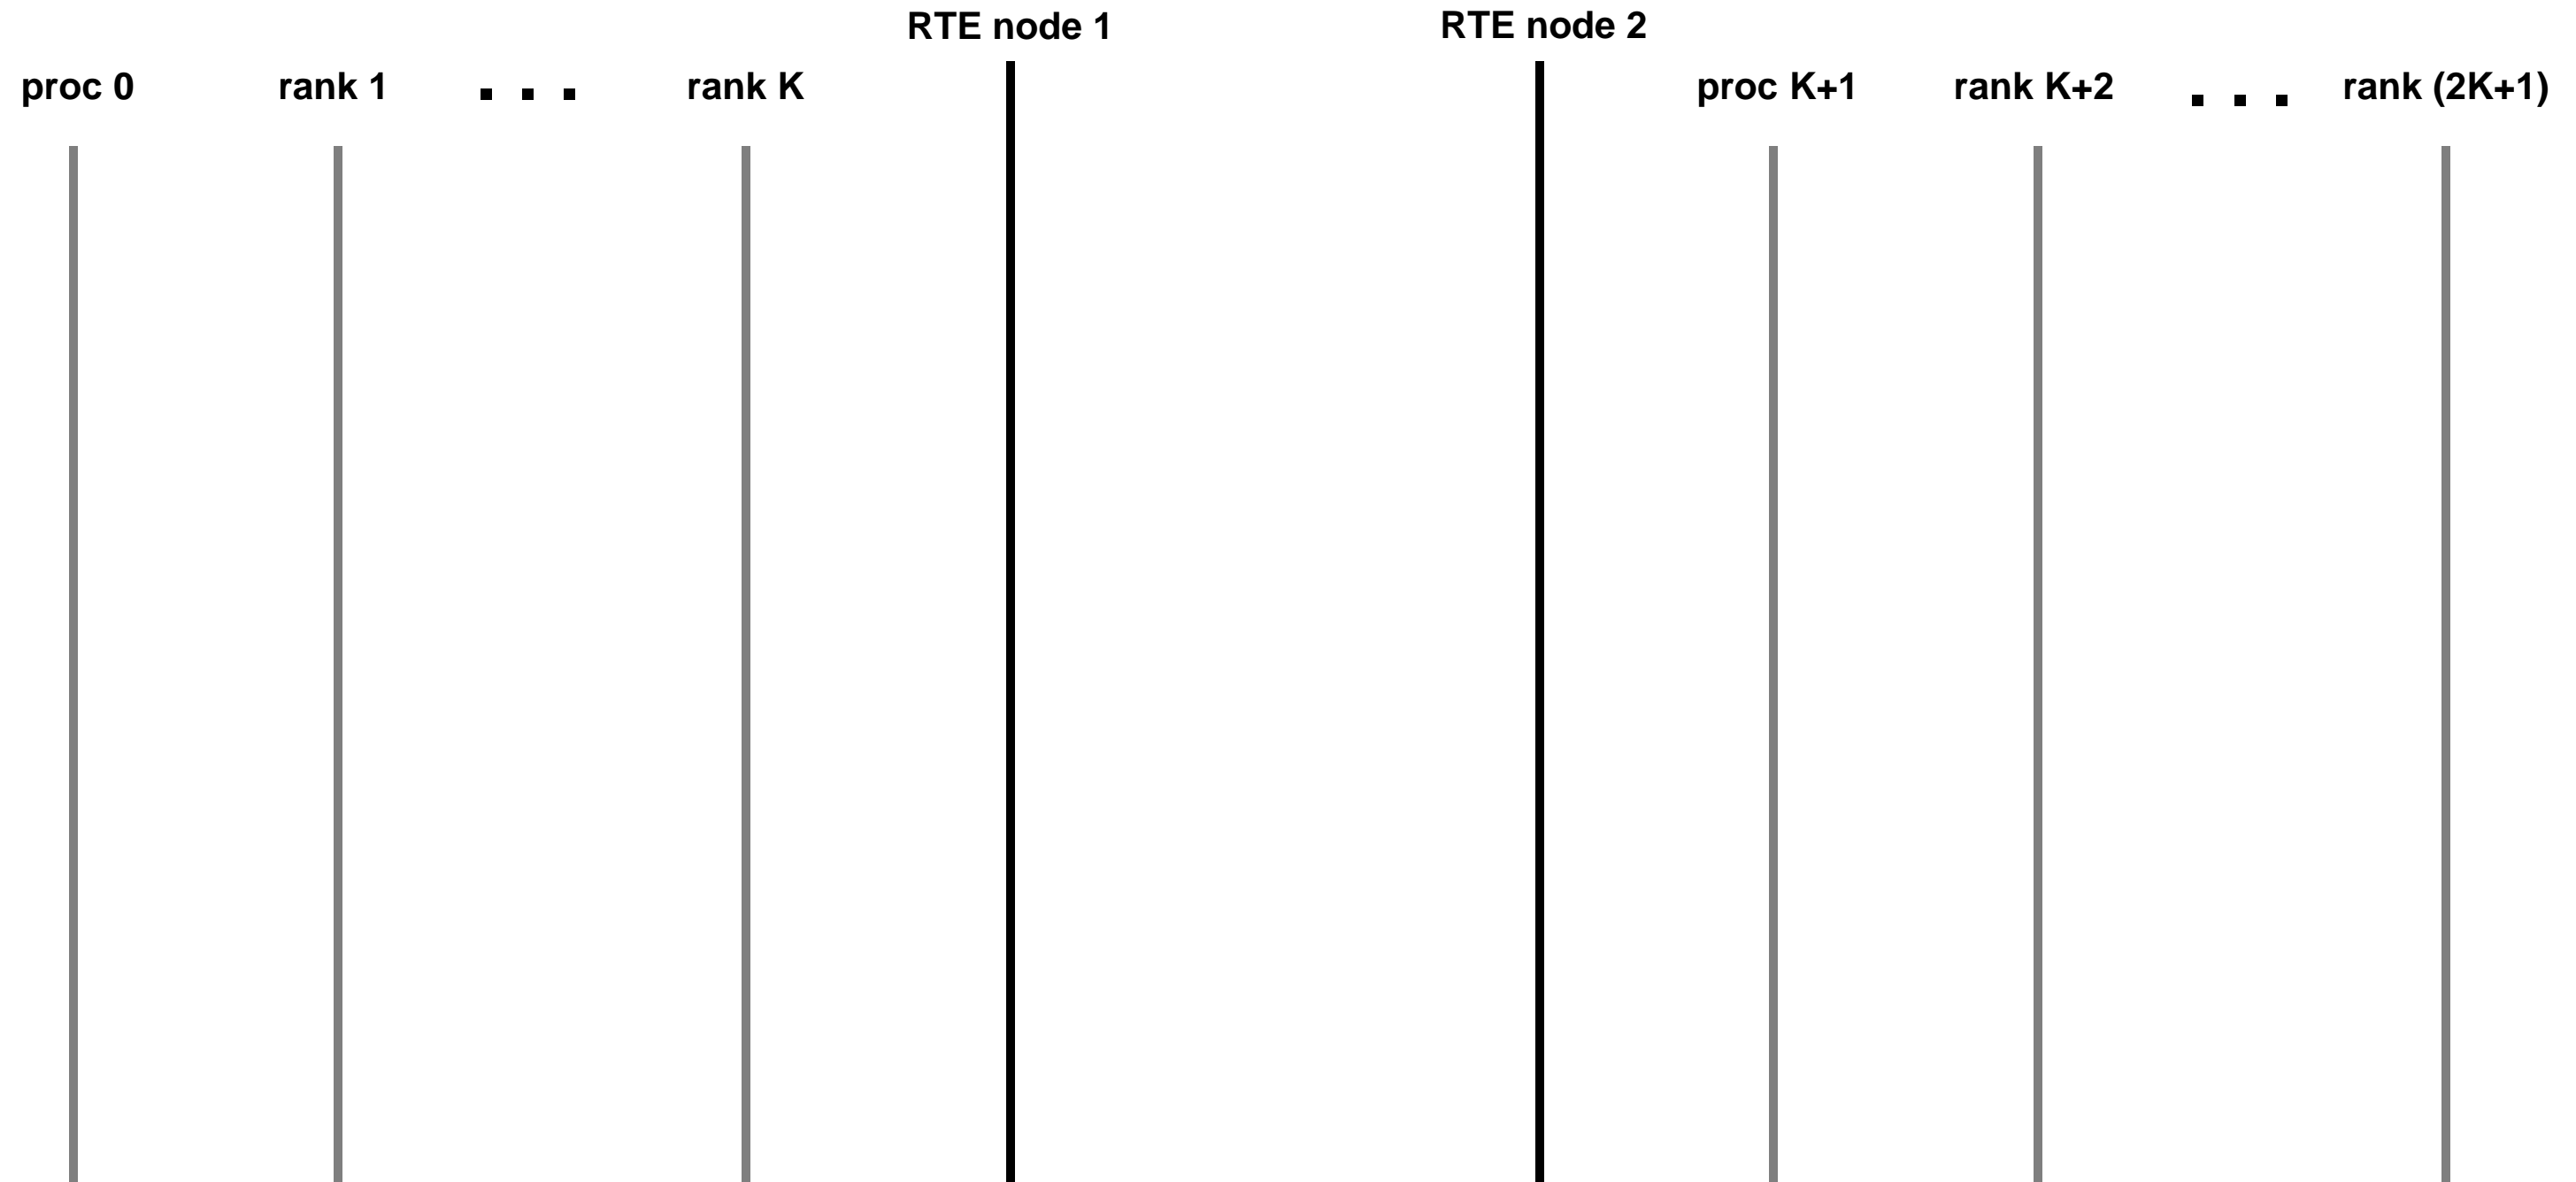 RTE node 1 RTE node 2
proc 0 rank 1 . . . rank K proc K+1 rank K+2 . . . rank (2K+1)